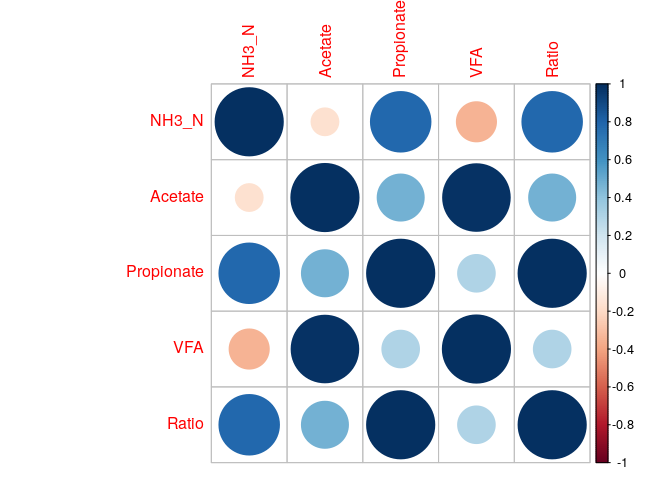 NH3_N
Acetate
Propionate
VFA
Ratio
NH3_N
Acetate
Propionate
VFA
Ratio
1
0.8
0.6
0.4
0.2
0
-0.2
-0.4
-0.6
-0.8
-1